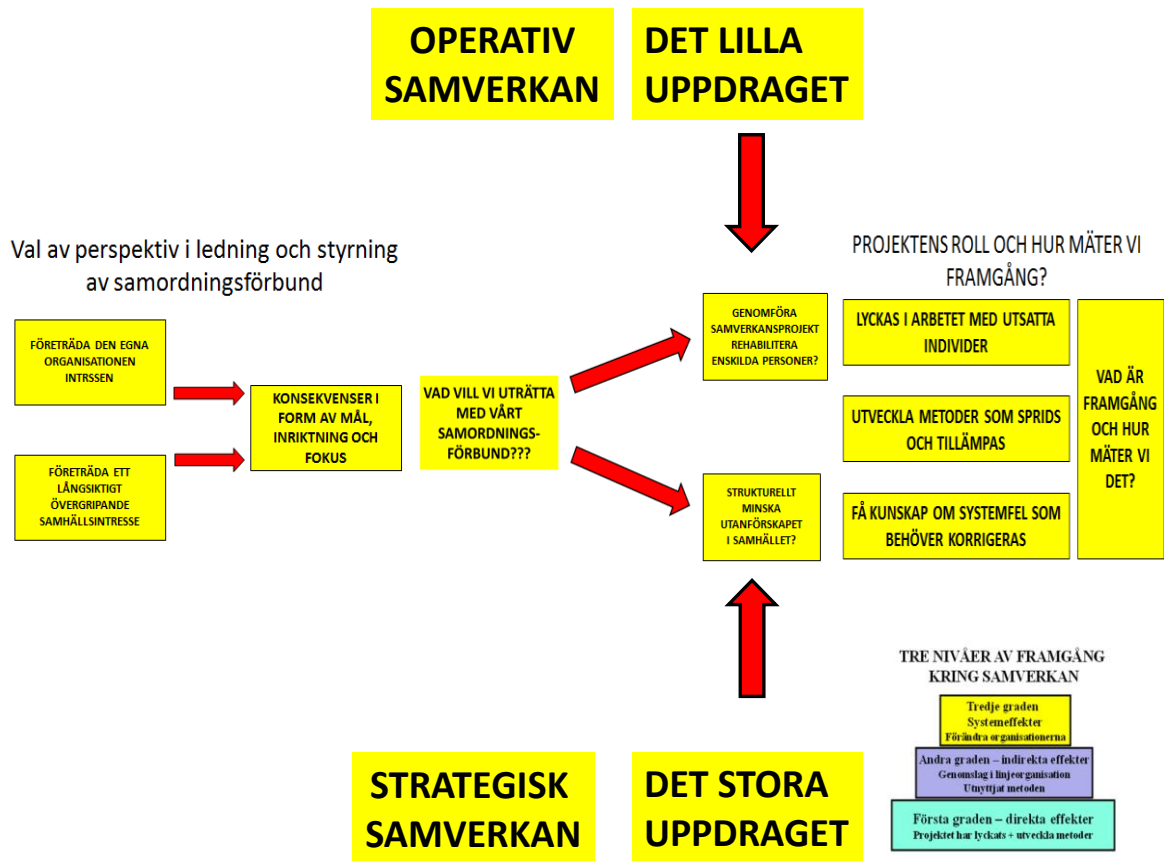 OPERATIV
SAMVERKAN
DET LILLA
UPPDRAGET
Val av perspektiv i ledning och styrning
av samordningsförbund
PROJEKTENS ROLL OCH HUR MÄTER VI
FRAMGÅNG?
FÖRETRÄDA DEN EGNA
ORGANISATIONEN
INTRSSEN
FÖRETRÄDA ETT
LÅNGSIKTIGT
ÖVERGRIPANDE
SAMHÄLLSINTRESSE
KONSEKVENSER I
FORM AV MÅL,
INRIKTNING OCH
FOKUS
VAD VILL VI UTRÄTTA
MED VÅRT
SAMORDNINGS-
FÖRBUND???
GENOMFÖRA
SAMVERKANSPROJEKT
REHABILITERA
ENSKILDA PERSONER?
STRUKTURELLT
MINSKA
UTANFÖRSKAPET
I SAMHÄLLET?
LYCKAS I ARBETET MED UTSATTA
INDIVIDER
UTVECKLA METODER SOM SPRIDS
OCH TILLÄMPAS
FÅ KUNSKAP OM SYSTEMFEL SOM
BEHÖVER KORRIGERAS
VAD ÄR
FRAMGÅNG
OCH HUR
MÄTER VI
DET?
TRE NIVÅER AV FRAMGÅNG
KRING SAMVERKAN
Tredje graden
Systemeffekter
Förändra organisationerna
Andra graden – indirekta effekter
Genomslag i linjeorganisation
Utnyttjat metoden
Första graden – direkta effekter
Projektet har lyckats + utveckla metoder
STRATEGISK
SAMVERKAN
DET STORA
UPPDRAGET